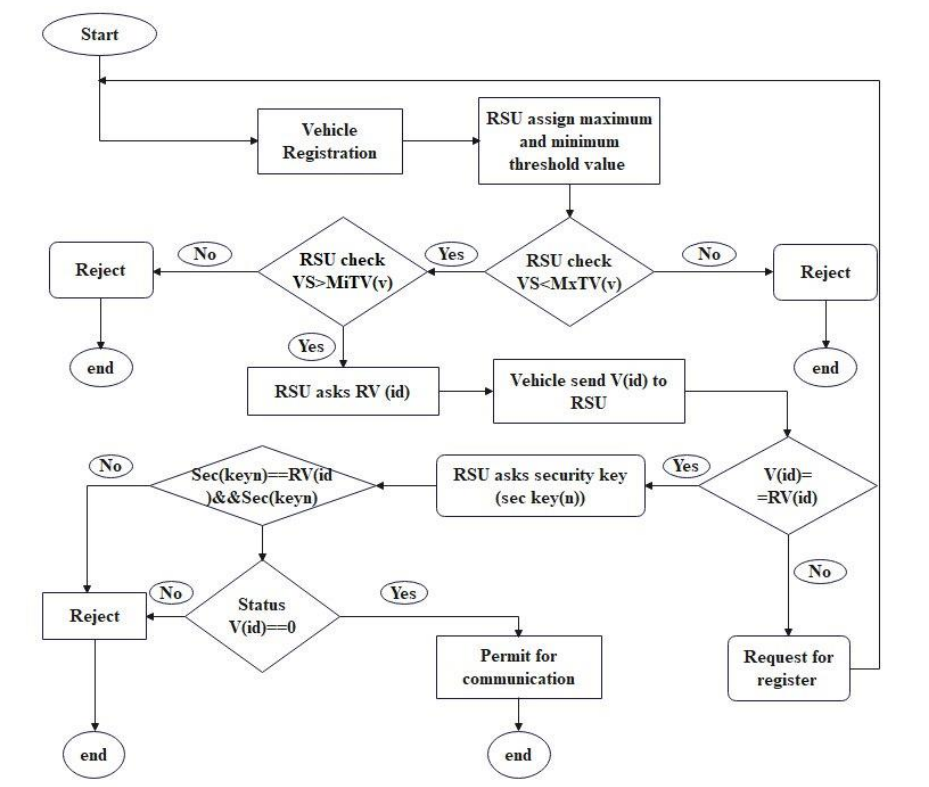 Start
Vehicle
Registration
RSU assign maximum
and minimum
threshold value
No
Yes
No
Reject
RSU check
VS>MiTV(v)
RSU check
VS<MxTV(v)
Reject
end
Yes
end
RSU asks RV (id)
Vehicle send V(id) to
RSU
No
Sec(keyn)==RV(id
)&&Sec(keyn)
RSU asks security key
(sec key(n))
Yes
V(id)=
=RV(id)
No
Reject
No
Status
V(id)==0
Yes
Permit for
communication
Request for
register
end
end